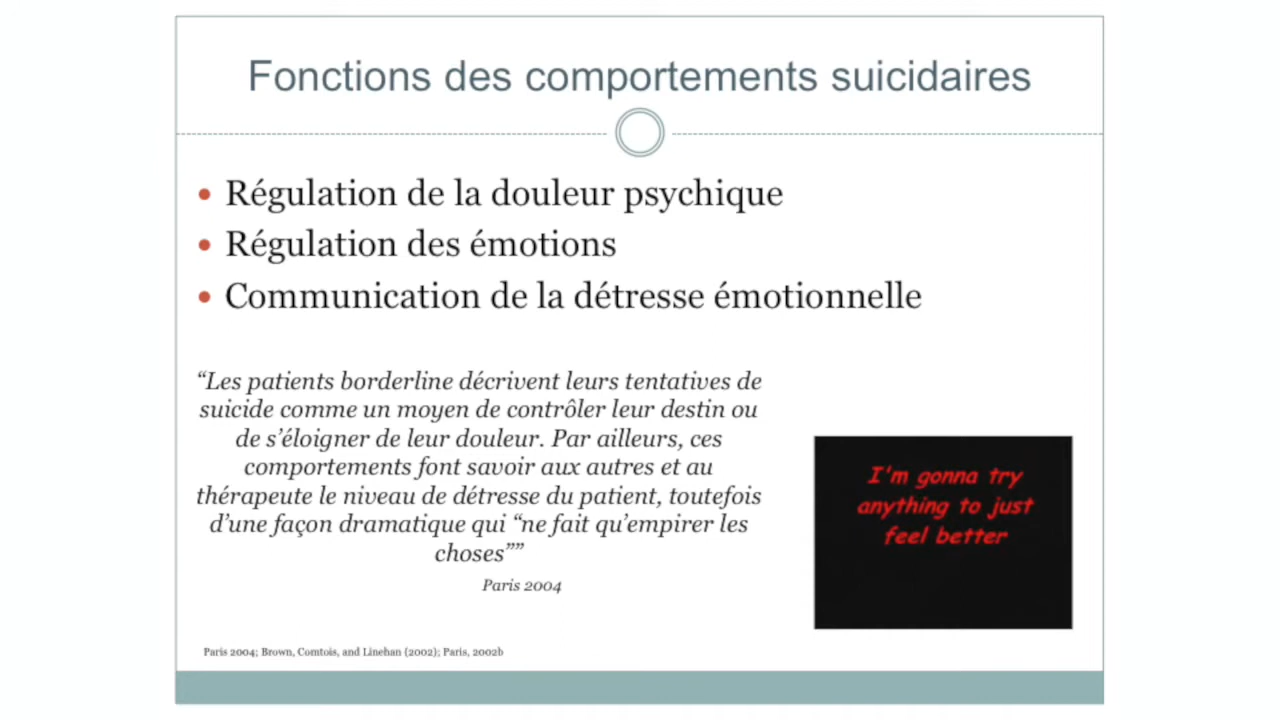 Fonctions des comportements suicidaires
• Régulation de la douleur psychique
• Régulation des émotions
• Communication de la détresse émotionnelle
“Les patients borderline décrivent leurs tentatives de
suicide comme un moyen de contrôler leur destin ou
de s’éloigner de leur douleur. Par ailleurs, ces
comportements font savoir aux autres et au
thérapeute le niveau de détresse du patient, toutefois
d’une façon dramatique qui “ne fait qu’empirer les
choses””
Paris 2004
I'm gonna try
anything to just
feel better
Paris 2004; Brown, Comtois, and Linehan (2002); Paris, 2002b